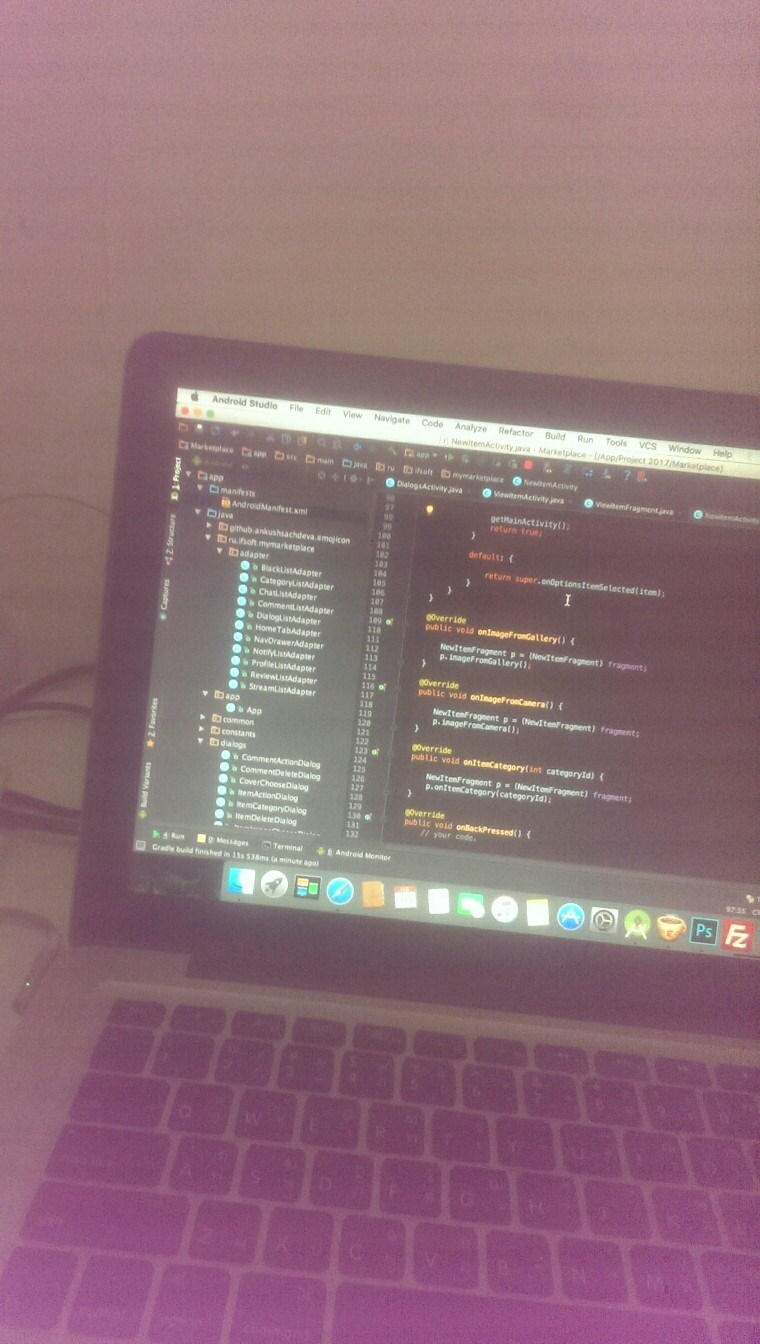 Android Studio File Edit View Navigate Code Analyze Refactor Build Run Tools VCS Window Help
NewItemActivity.java - Marketplace - [/App/Project 2017/Marketplace]
app
Marketplace app src main java ru ifsoft mymarketplace NewItemActivity
DialogsActivity.java ViewItemActivity.java ViewItemFragment.java NewItemActivity
1: Project
Z: Structure
Captures
2: Favorites
Build Variants
app
manifests
AndroidManifest.xml
java
github.ankushsachdeva.emojicon
ru.ifsoft.mymarketplace
adapter
BlackListAdapter
CategoryListAdapter
ChatListAdapter
CommentListAdapter
DialogListAdapter
HomeTabAdapter
NavDrawerAdapter
NotifyListAdapter
ProfileListAdapter
ReviewListAdapter
StreamListAdapter
app
App
common
constants
dialogs
CommentActionDialog
CommentDeleteDialog
CoverChooseDialog
ItemActionDialog
ItemCategoryDialog
ItemDeleteDialog
96
97
98 getMainActivity();
99 return true;
100 }
101
102 default: {
103
104 return super.onOptionsItemSelected(item);
105 }
106 }
107 }
108
109 @Override
110 public void onImageFromGallery() {
111
112 NewItemFragment p = (NewItemFragment) fragment;
113 p.imageFromGallery();
114 }
115
116 @Override
117 public void onImageFromCamera() {
118
119 NewItemFragment p = (NewItemFragment) fragment;
120 p.imageFromCamera();
121 }
122
123 @Override
124 public void onItemCategory(int categoryId) {
125
126 NewItemFragment p = (NewItemFragment) fragment;
127 p.onItemCategory(categoryId);
128 }
129
130 @Override
131 public void onBackPressed() {
132 // your code.
4: Run 0: Messages Terminal 6: Android Monitor
Gradle build finished in 15s 538ms (a minute ago)
97:35
Ps
Fz
Q W E R T Y U
A S D F G H J K
Z X C V B N M